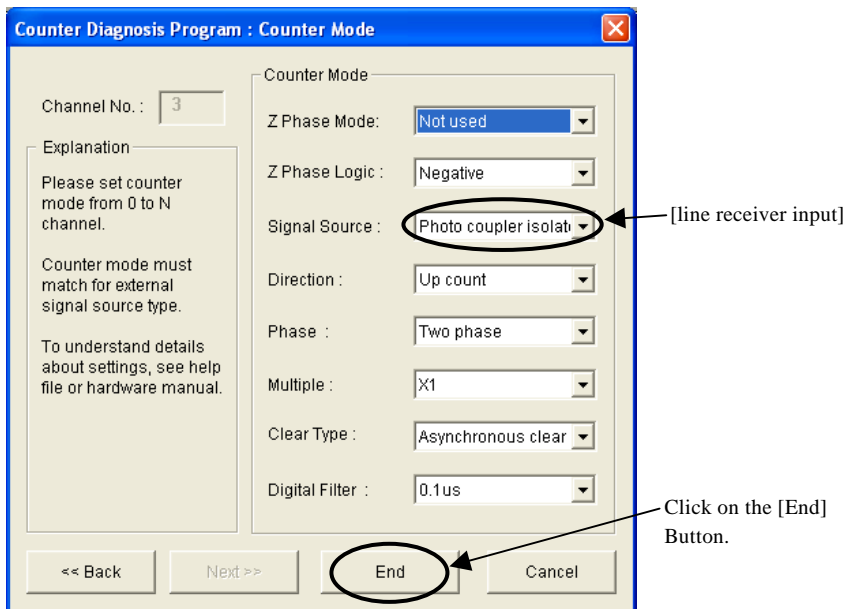 Counter Diagnosis Program : Counter Mode
Channel No. : 3
Explanation
Please set counter
mode from 0 to N
channel.
Counter mode must
match for external
signal source type.
To understand details
about settings, see help
file or hardware manual.
Counter Mode
Z Phase Mode: Not used
Z Phase Logic : Negative
Signal Source : Photo coupler isolat
Direction : Up count
Phase : Two phase
Multiple : X1
Clear Type : Asynchronous clear
Digital Filter : 0.1us
<< Back
Next >>
End
Cancel
[line receiver input]
Click on the [End]
Button.